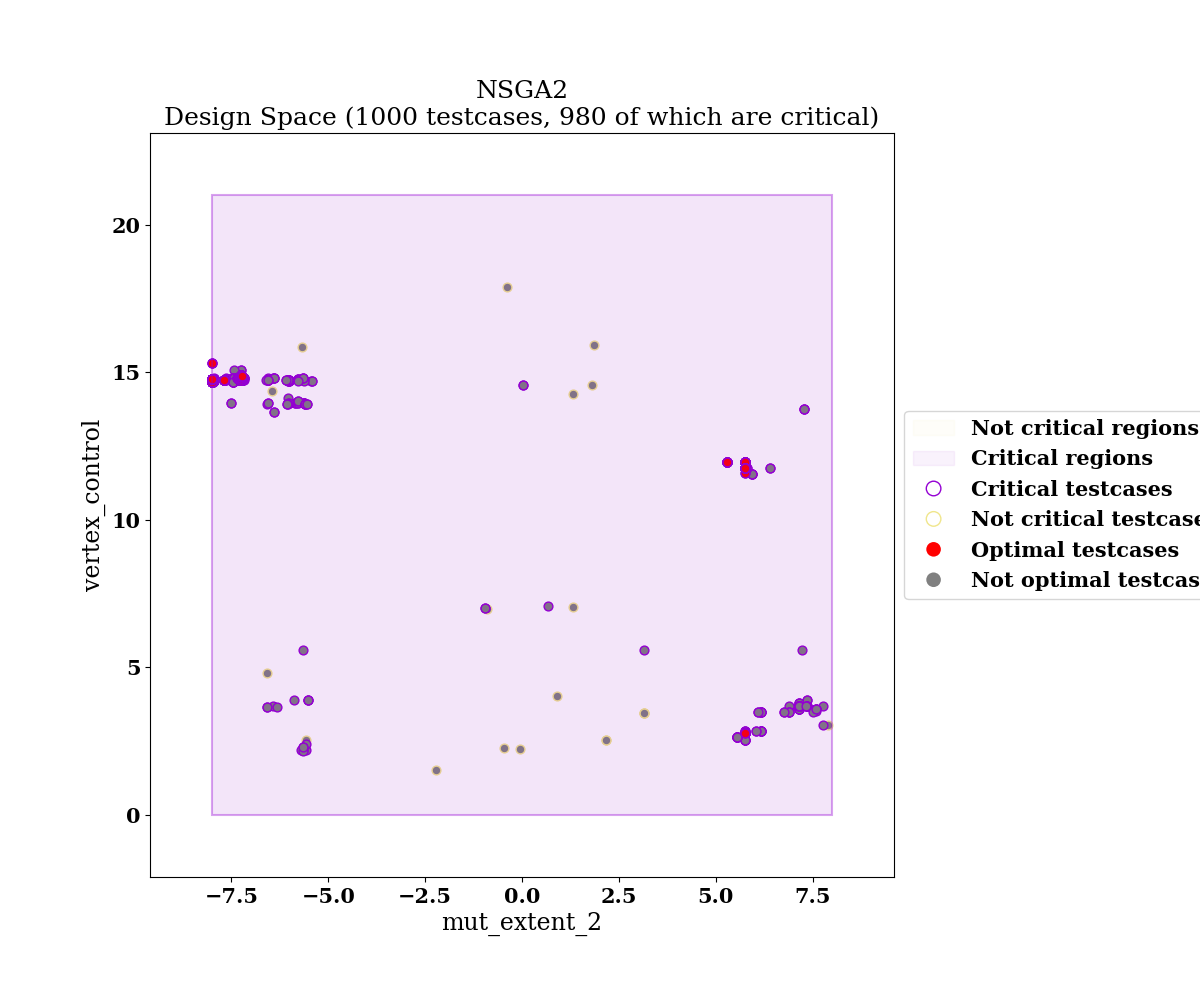 NSGA2
Design Space (1000 testcases, 980 of which are critical)
20
15
10
5
0
vertex_control
−7.5 −5.0 −2.5 0.0 2.5 5.0 7.5
mut_extent_2
Not critical regions
Critical regions
Critical testcases
Not critical testcase
Optimal testcases
Not optimal testcas